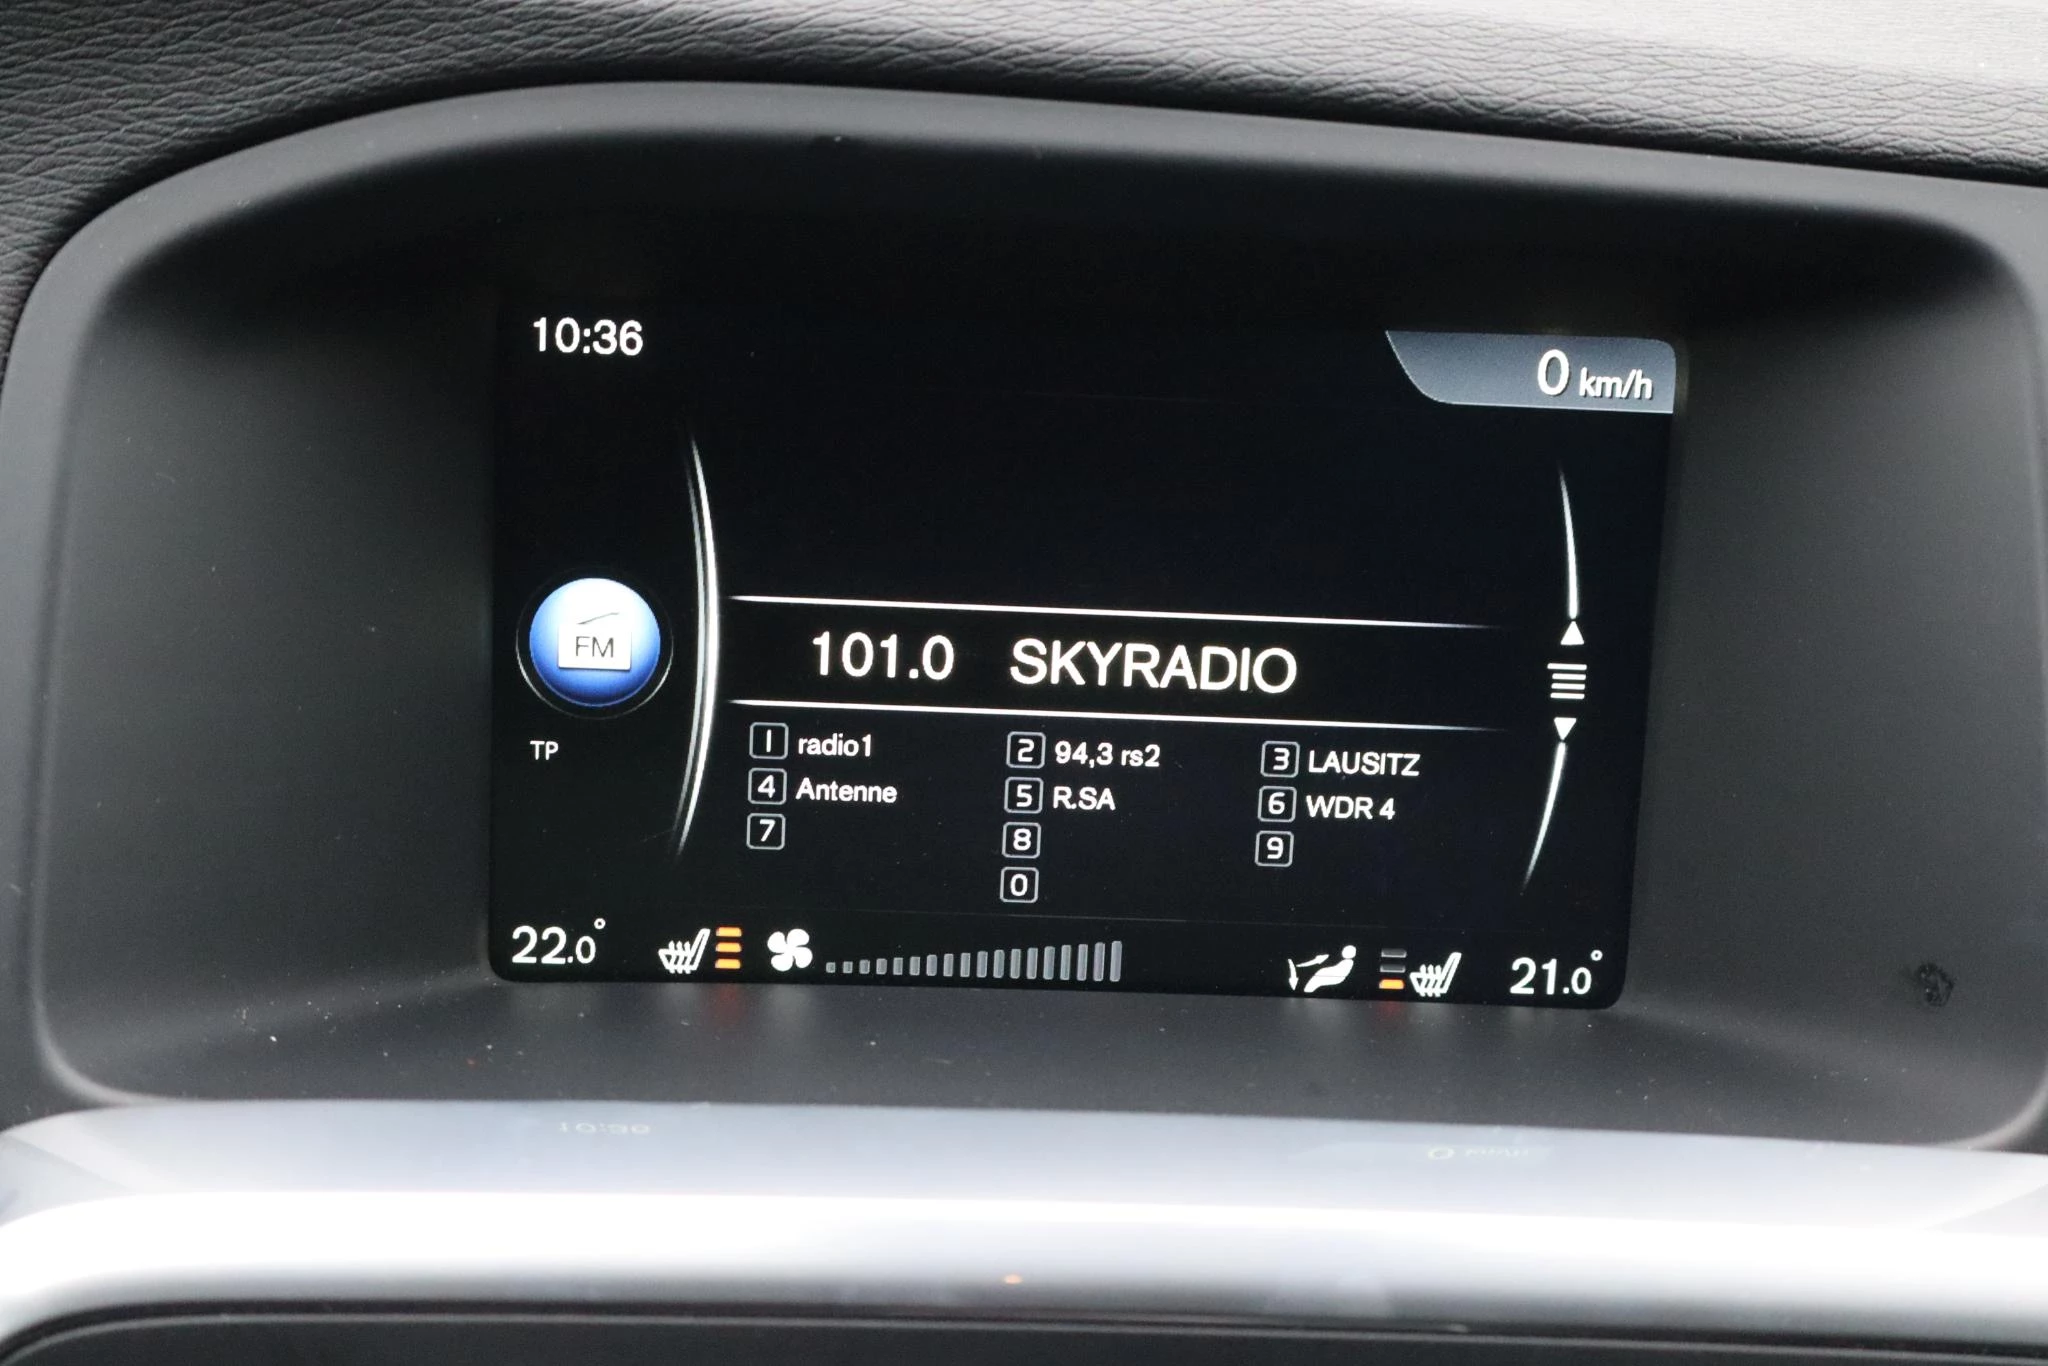 10:36
0 km/h
FM
101.0 SKYRADIO
TP
1 radio1 2 94,3 rs2 3 LAUSITZ
4 Antenne 5 R.SA 6 WDR 4
7 8 9
0
22.0° 21.0°